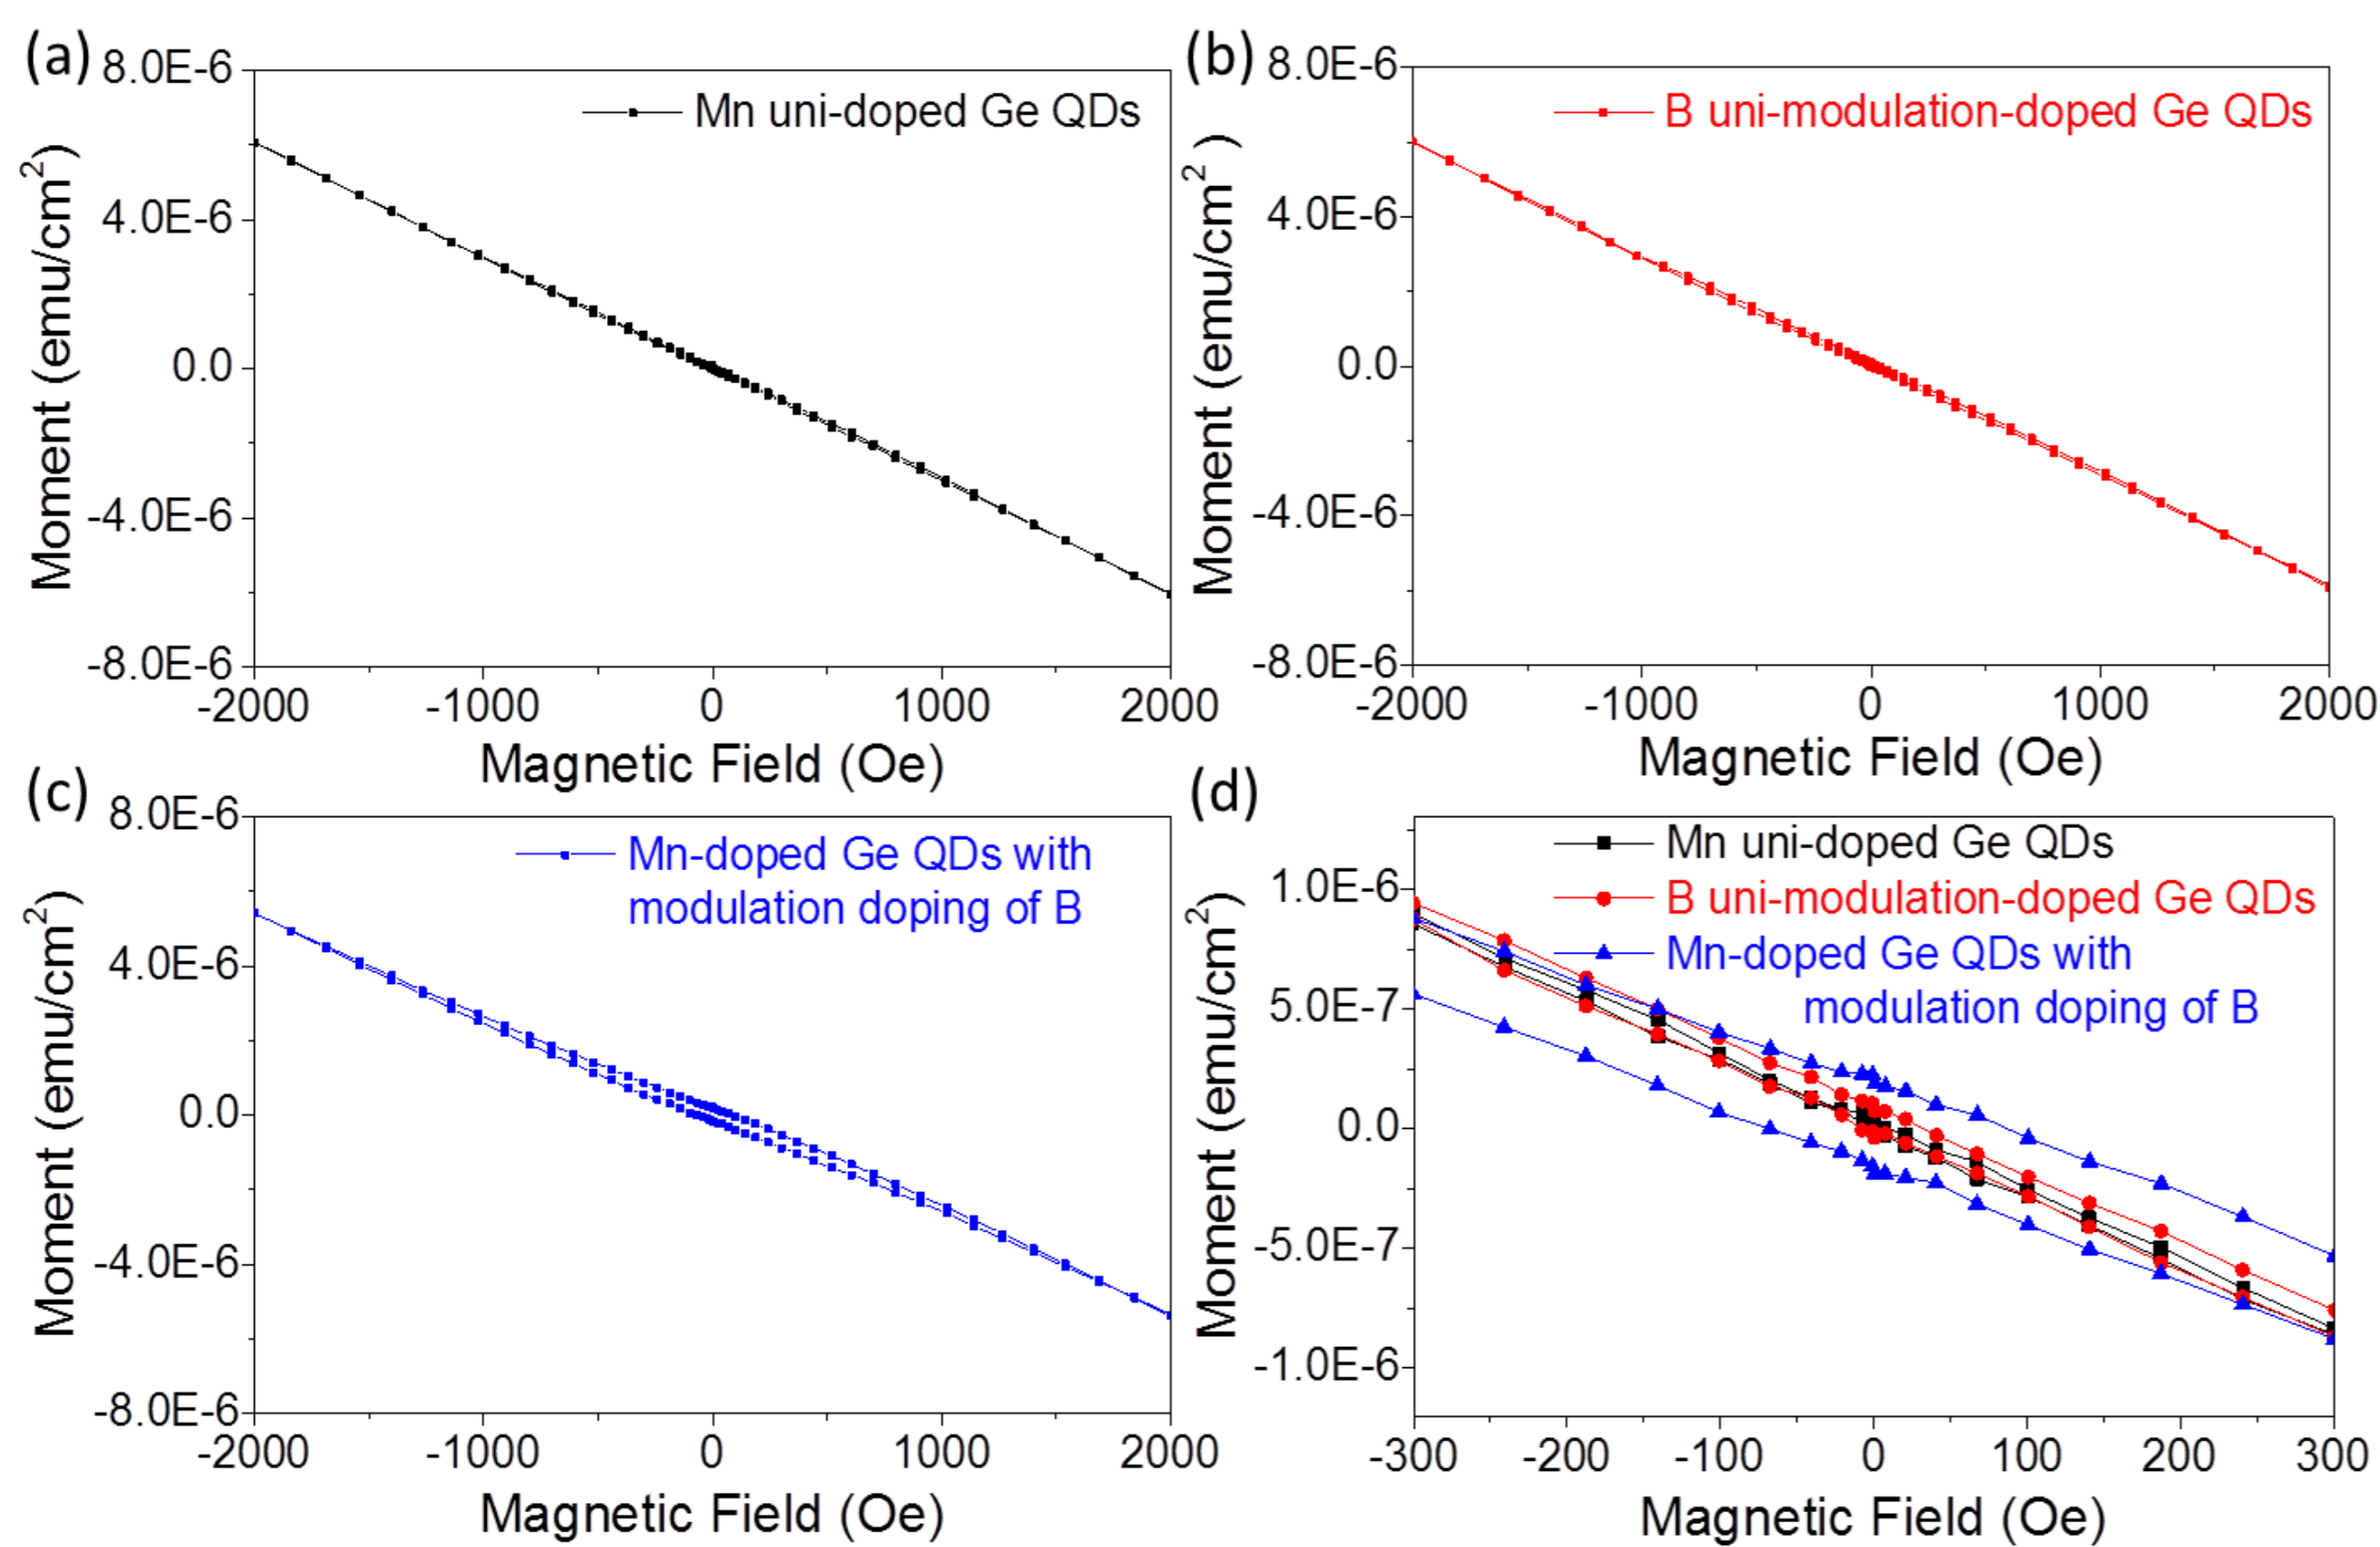 (a)
8.0E-6
4.0E-6
0.0
-4.0E-6
-8.0E-6
Moment (emu/cm²)
Mn uni-doped Ge QDs
-2000 -1000 0 1000 2000
Magnetic Field (Oe)
(b)
8.0E-6
4.0E-6
0.0
-4.0E-6
-8.0E-6
Moment (emu/cm² )
B uni-modulation-doped Ge QDs
-2000 -1000 0 1000 2000
Magnetic Field (Oe)
(c)
8.0E-6
4.0E-6
0.0
-4.0E-6
-8.0E-6
Moment (emu/cm²)
Mn-doped Ge QDs with
modulation doping of B
-2000 -1000 0 1000 2000
Magnetic Field (Oe)
(d)
1.0E-6
5.0E-7
0.0
-5.0E-7
-1.0E-6
Moment (emu/cm²)
Mn uni-doped Ge QDs
B uni-modulation-doped Ge QDs
Mn-doped Ge QDs with
modulation doping of B
-300 -200 -100 0 100 200 300
Magnetic Field (Oe)